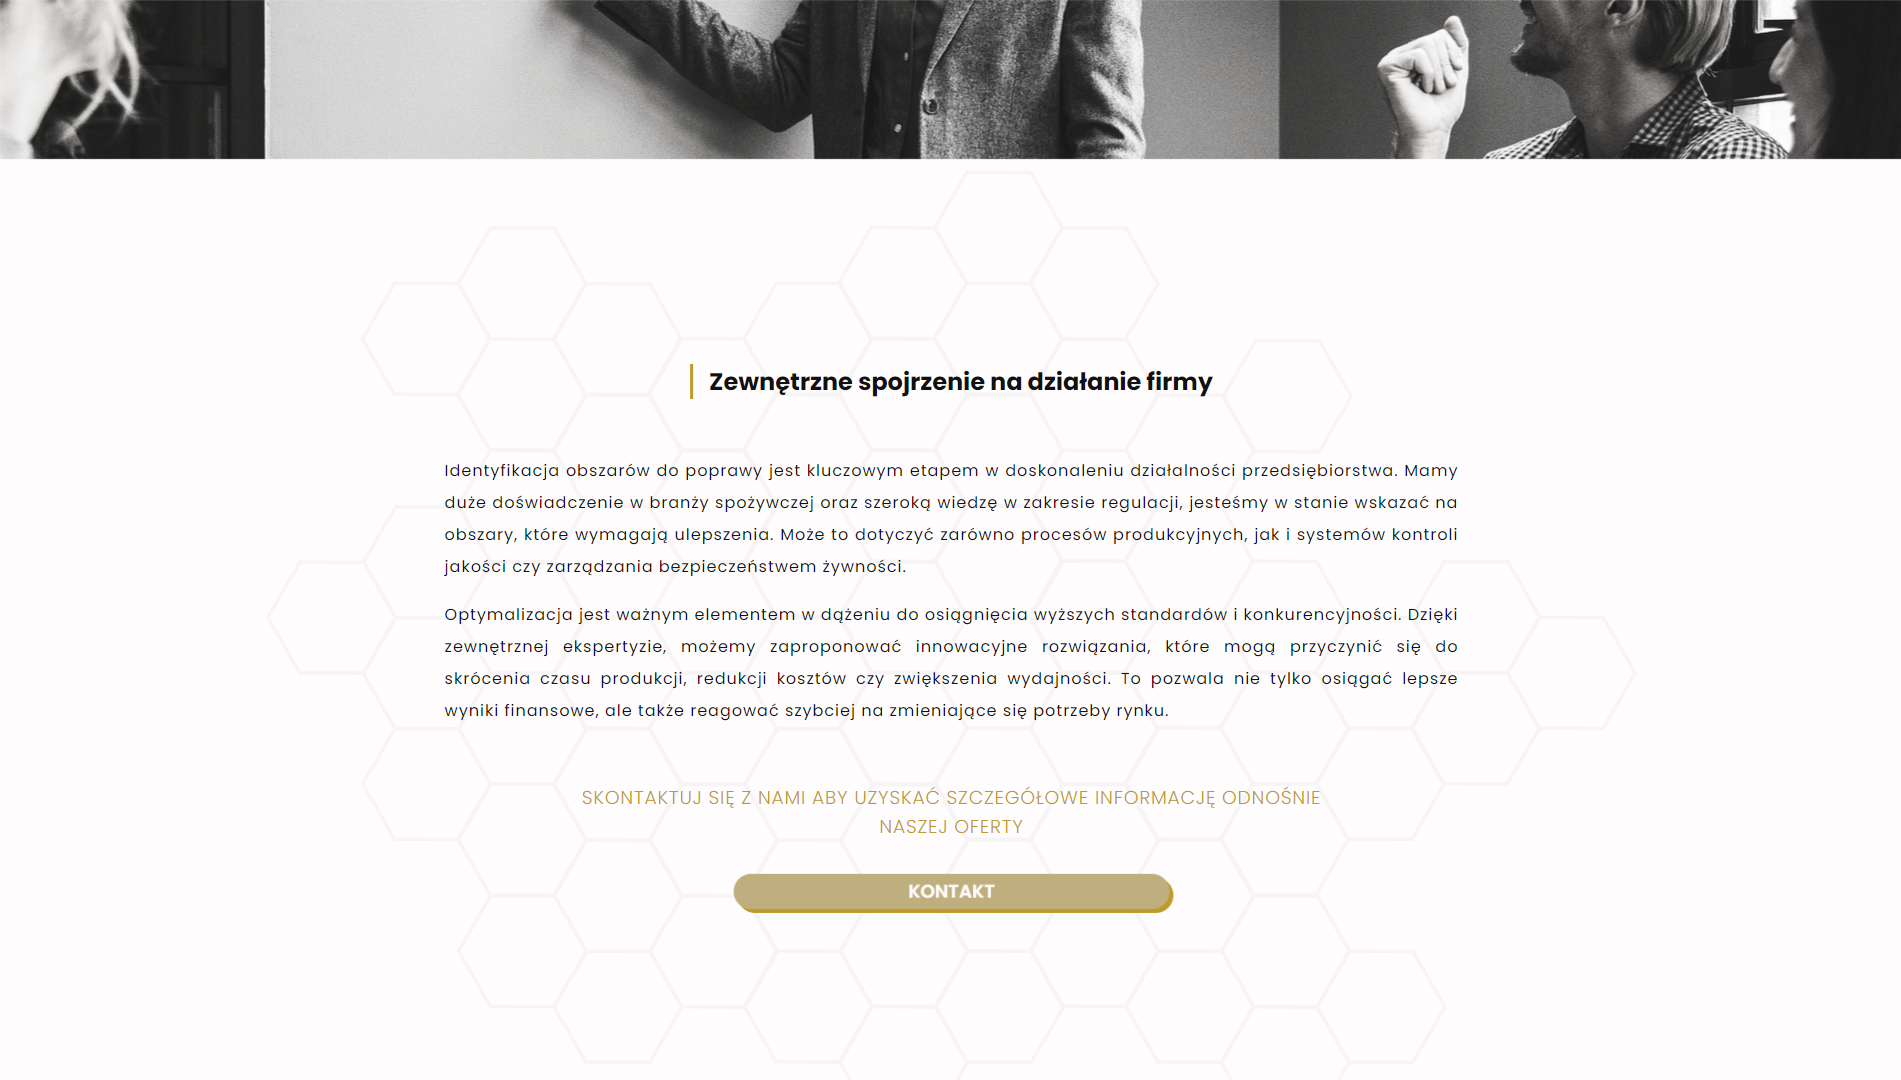 Zewnętrzne spojrzenie na działanie firmy
Identyfikacja obszarów do poprawy jest kluczowym etapem w doskonaleniu działalności przedsiębiorstwa. Mamy
duże doświadczenie w branży spożywczej oraz szeroką wiedzę w zakresie regulacji, jesteśmy w stanie wskazać na
obszary, które wymagają ulepszenia. Może to dotyczyć zarówno procesów produkcyjnych, jak i systemów kontroli
jakości czy zarządzania bezpieczeństwem żywności.
Optymalizacja jest ważnym elementem w dążeniu do osiągnięcia wyższych standardów i konkurencyjności. Dzięki
zewnętrznej ekspertyzie, możemy zaproponować innowacyjne rozwiązania, które mogą przyczynić się do
skrócenia czasu produkcji, redukcji kosztów czy zwiększenia wydajności. To pozwala nie tylko osiągać lepsze
wyniki finansowe, ale także reagować szybciej na zmieniające się potrzeby rynku.
SKONTAKTUJ SIĘ Z NAMI ABY UZYSKAĆ SZCZEGÓŁOWE INFORMACJĘ ODNOŚNIE
NASZEJ OFERTY
KONTAKT